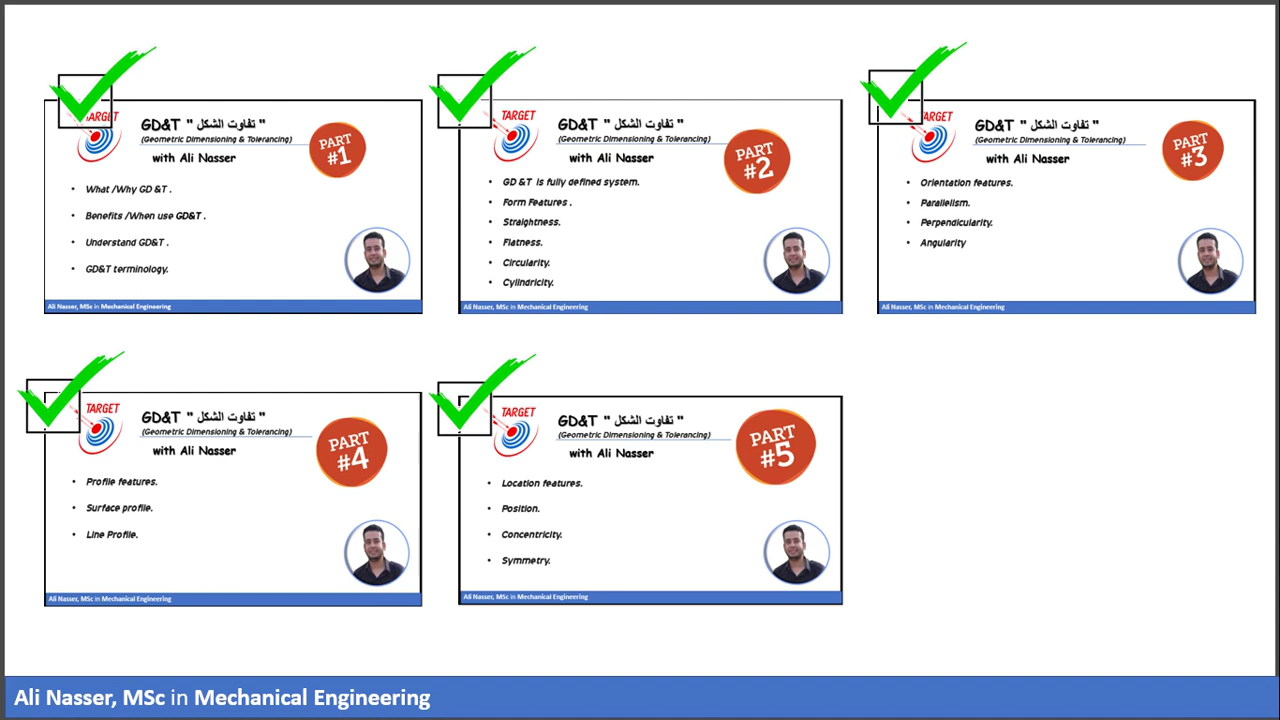 TARGET
GD&T " تفاوت الشكل "
(Geometric Dimensioning & Tolerancing)
with Ali Nasser
PART
#1
• What /Why GD &T .
• Benefits /When use GD&T .
• Understand GD&T .
• GD&T terminology.
Ali Nasser, MSc in Mechanical Engineering
TARGET
GD&T " تفاوت الشكل "
(Geometric Dimensioning & Tolerancing)
with Ali Nasser
PART
#2
• GD &T is fully defined system.
• Form Features .
• Straightness.
• Flatness.
• Circularity.
• Cylindricity.
Ali Nasser, MSc in Mechanical Engineering
TARGET
GD&T " تفاوت الشكل "
(Geometric Dimensioning & Tolerancing)
with Ali Nasser
PART
#3
• Orientation features.
• Parallelism.
• Perpendicularity.
• Angularity
Ali Nasser, MSc in Mechanical Engineering
TARGET
GD&T " تفاوت الشكل "
(Geometric Dimensioning & Tolerancing)
with Ali Nasser
PART
#4
• Profile features.
• Surface profile.
• Line Profile.
Ali Nasser, MSc in Mechanical Engineering
TARGET
GD&T " تفاوت الشكل "
(Geometric Dimensioning & Tolerancing)
with Ali Nasser
PART
#5
• Location features.
• Position.
• Concentricity.
• Symmetry.
Ali Nasser, MSc in Mechanical Engineering
Ali Nasser, MSc in Mechanical Engineering